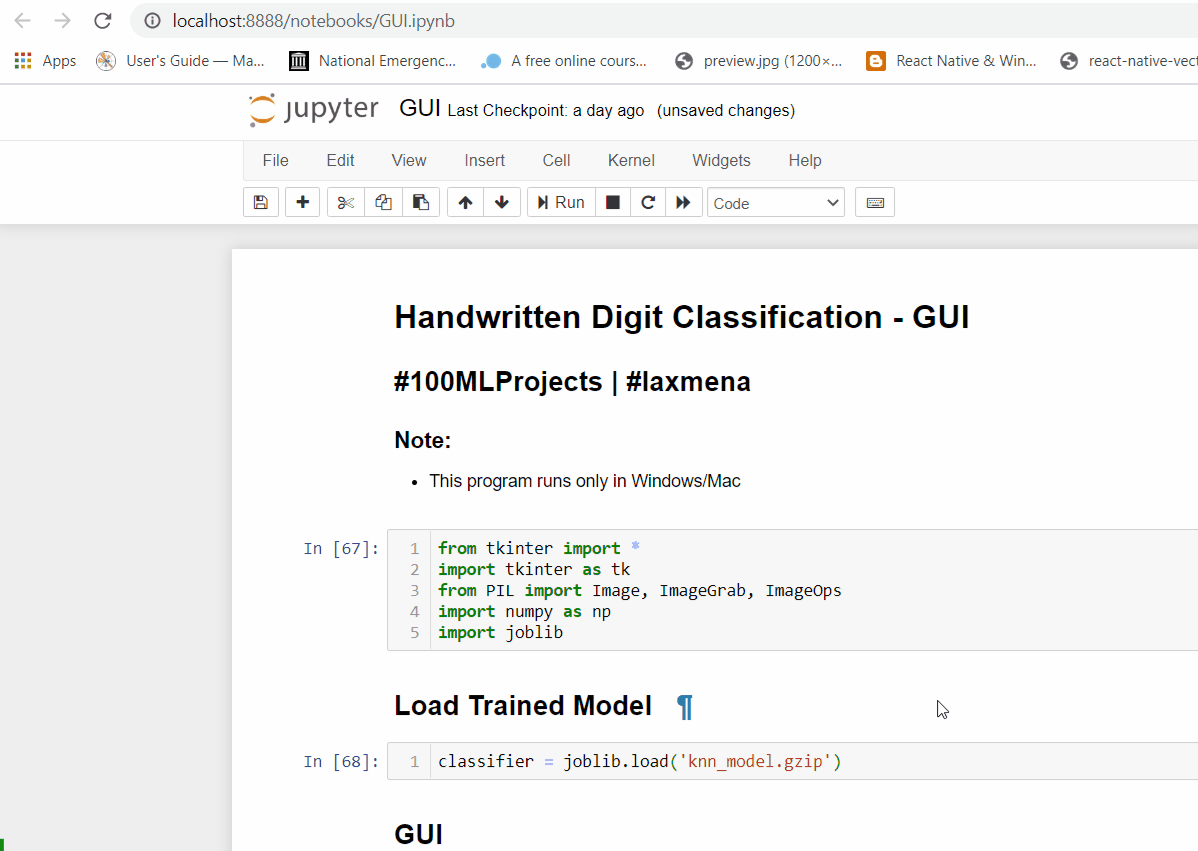 localhost:8888/notebooks/GUI.ipynb
Apps User's Guide — Ma... National Emergenc... A free online cours... preview.jpg (1200×... React Native & Win... react-native-vect
jupyter GUI Last Checkpoint: a day ago (unsaved changes)
File Edit View Insert Cell Kernel Widgets Help
Run Code
Handwritten Digit Classification - GUI
#100MLProjects | #laxmena
Note:
• This program runs only in Windows/Mac
In [67]: 1 from tkinter import *
2 import tkinter as tk
3 from PIL import Image, ImageGrab, ImageOps
4 import numpy as np
5 import joblib
Load Trained Model ¶
In [68]: 1 classifier = joblib.load('knn_model.gzip')
GUI